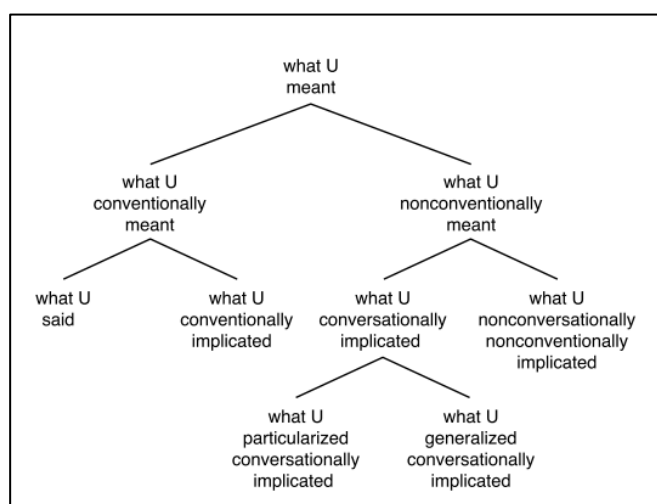 what U
meant
what U
conventionally
meant
what U
nonconventionally
meant
what U
said
what U
conventionally
implicated
what U
conversationally
implicated
what U
nonconversationally
nonconventionally
implicated
what U
particularized
conversationally
implicated
what U
generalized
conversationally
implicated